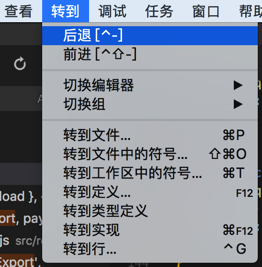 查看 转到 调试 任务 窗口
后退 [^-]
前进 [^⇧-]
切换编辑器 ▶
切换组 ▶
转到文件... ⌘P
转到文件中的符号... ⇧⌘O
转到工作区中的符号... ⌘T
转到定义... F12
转到类型定义
转到实现 ⌘F12
转到行... ^G
load },
ort, pay
js src/r
Export',
144